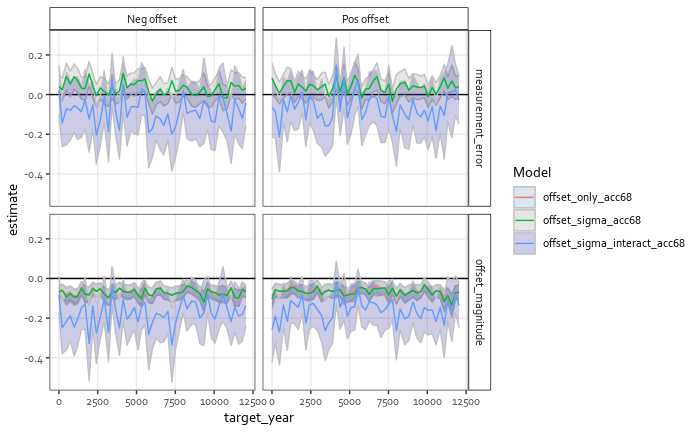 Neg offset Pos offset
0.2
0.0
-0.2
-0.4
measurement_error
0.2
0.0
-0.2
-0.4
offset_magnitude
estimate
0 2500 5000 7500 10000 12500 0 2500 5000 7500 10000 12500
target_year
Model
offset_only_acc68
offset_sigma_acc68
offset_sigma_interact_acc68